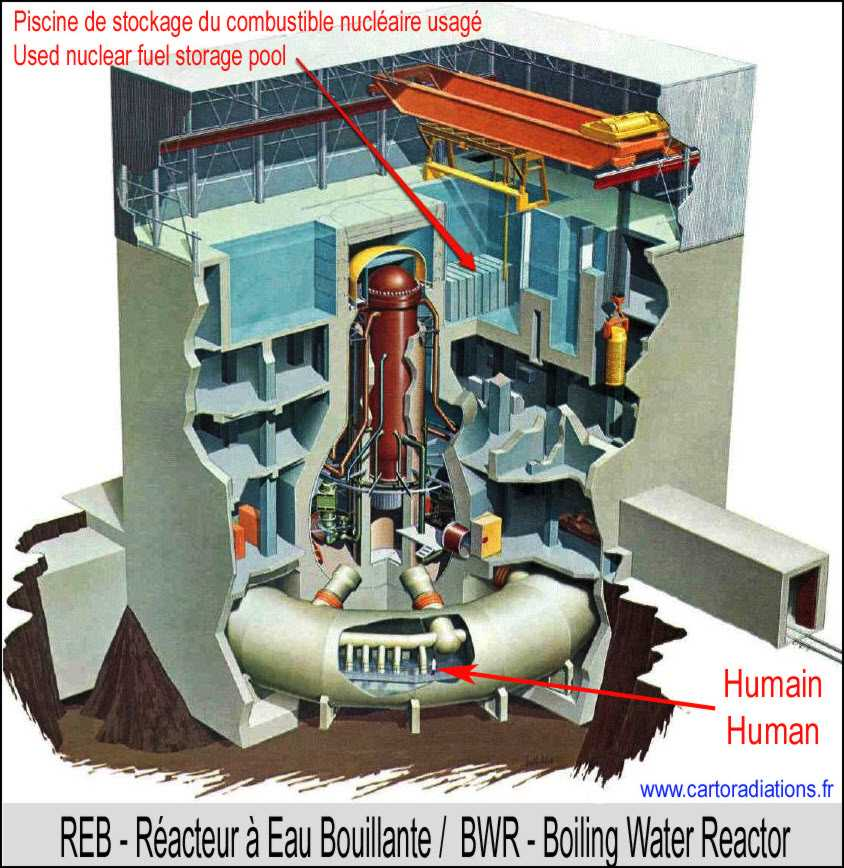 Piscine de stockage du combustible nucléaire usagé
Used nuclear fuel storage pool
Humain
Human
www.cartoradiations.fr
REB - Réacteur à Eau Bouillante / BWR - Boiling Water Reactor